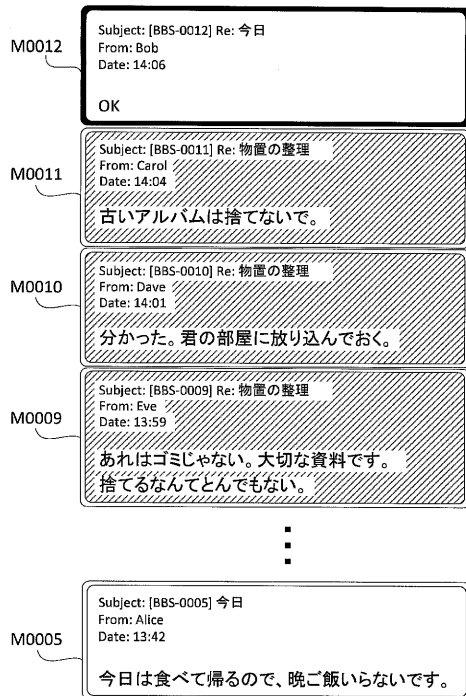 M0012
Subject: [BBS-0012] Re: 今日
From: Bob
Date: 14:06
OK
M0011
Subject: [BBS-0011] Re: 物置の整理
From: Carol
Date: 14:04
古いアルバムは捨てないで。
M0010
Subject: [BBS-0010] Re: 物置の整理
From: Dave
Date: 14:01
分かった。君の部屋に放り込んでおく。
M0009
Subject: [BBS-0009] Re: 物置の整理
From: Eve
Date: 13:59
あれはゴミじゃない。大切な資料です。
捨てるなんてとんでもない。
M0005
Subject: [BBS-0005] 今日
From: Alice
Date: 13:42
今日は食べて帰るので、晩ご飯いらないです。